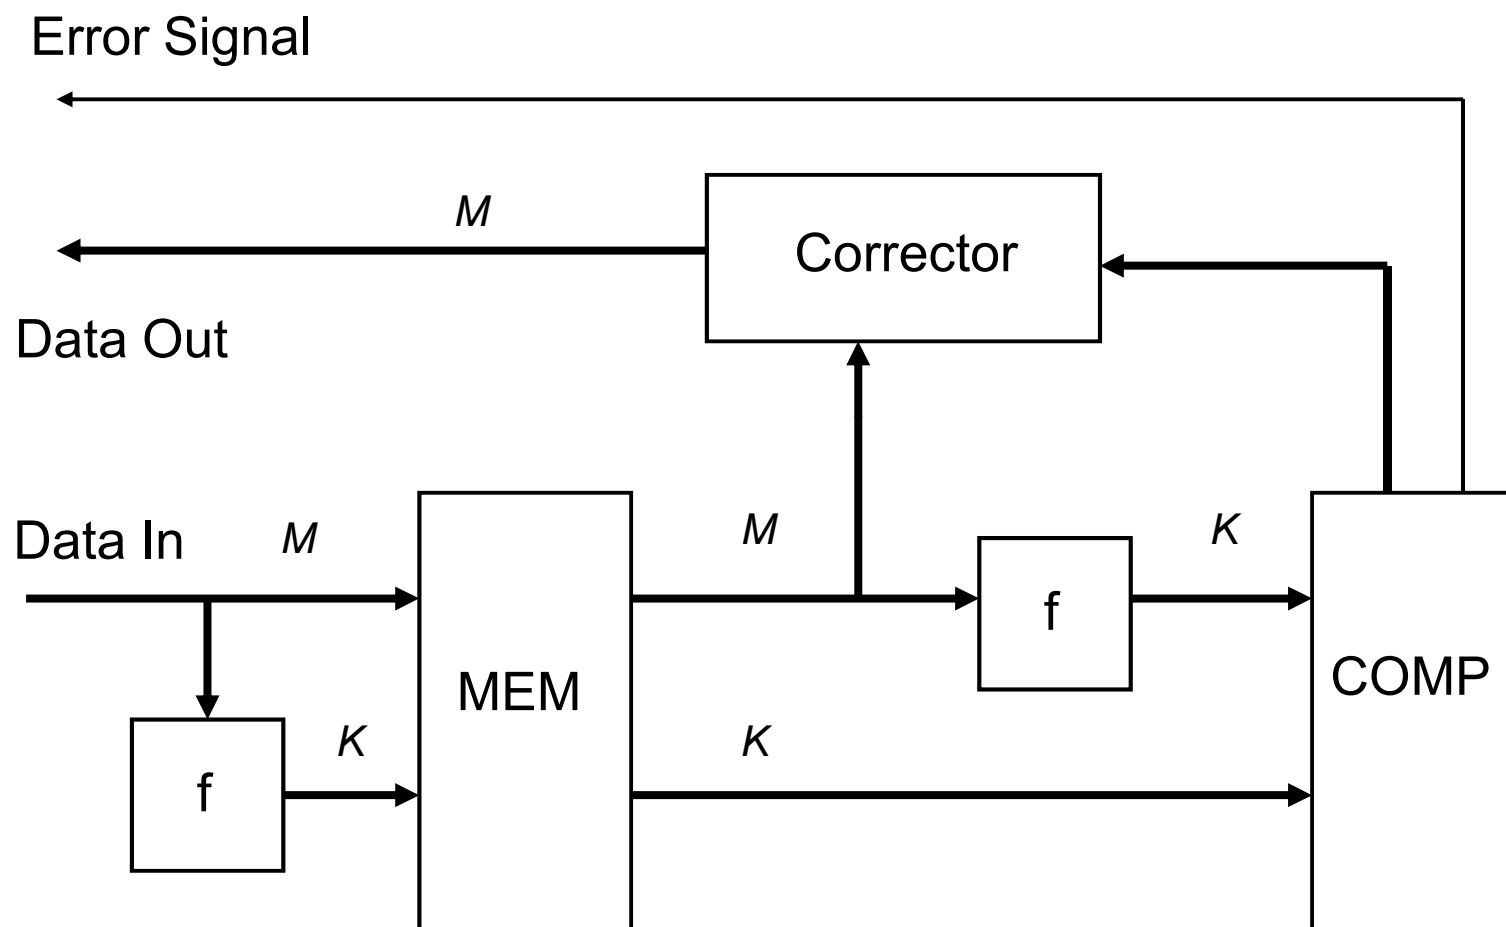 Error Signal
M
Corrector
Data Out
Data In
M
M
K
f
MEM
COMP
K
K
f